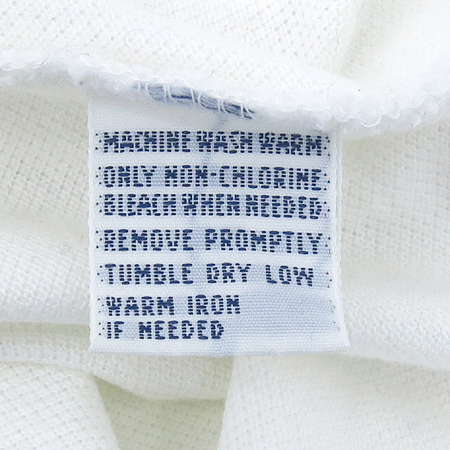 MACHINE WASH WARM
ONLY NON-CHLORINE
BLEACH WHEN NEEDED
REMOVE PROMPTLY
TUMBLE DRY LOW
WARM IRON
IF NEEDED